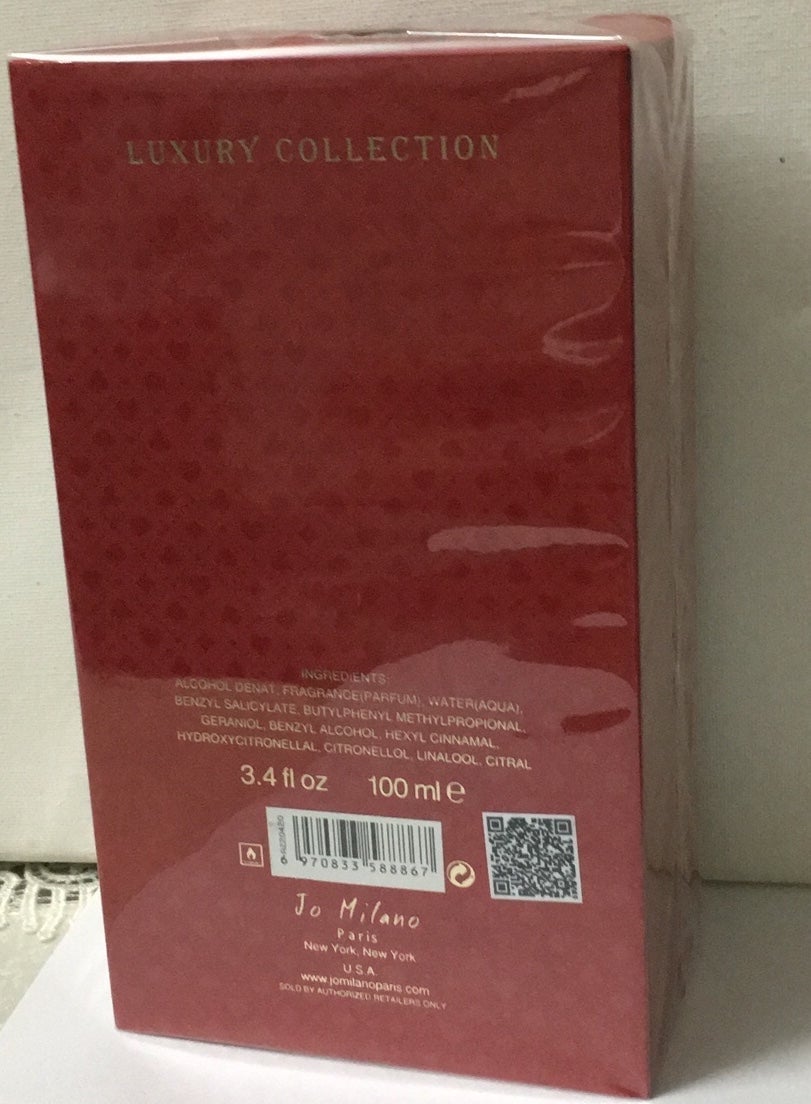 LUXURY COLLECTION
INGREDIENTS:
ALCOHOL DENAT, FRAGRANCE(PARFUM), WATER(AQUA),
BENZYL SALICYLATE, BUTYLPHENYL METHYLPROPIONAL,
GERANIOL, BENZYL ALCOHOL, HEXYL CINNAMAL,
HYDROXYCITRONELLAL, CITRONELLOL, LINALOOL, CITRAL
3.4 fl oz 100 ml e
970833 588867
Jo Milano
Paris
New York, New York
U.S.A.
www.jomilanoparis.com
SOLD BY AUTHORIZED RETAILERS ONLY